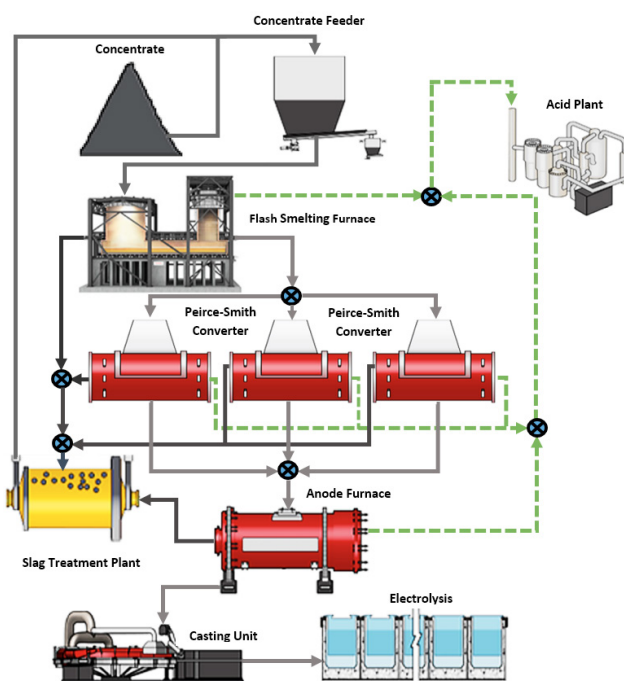 Concentrate Feeder
Concentrate
Acid Plant
Flash Smelting Furnace
Peirce-Smith
Converter
Peirce-Smith
Converter
Anode Furnace
Slag Treatment Plant
Electrolysis
Casting Unit